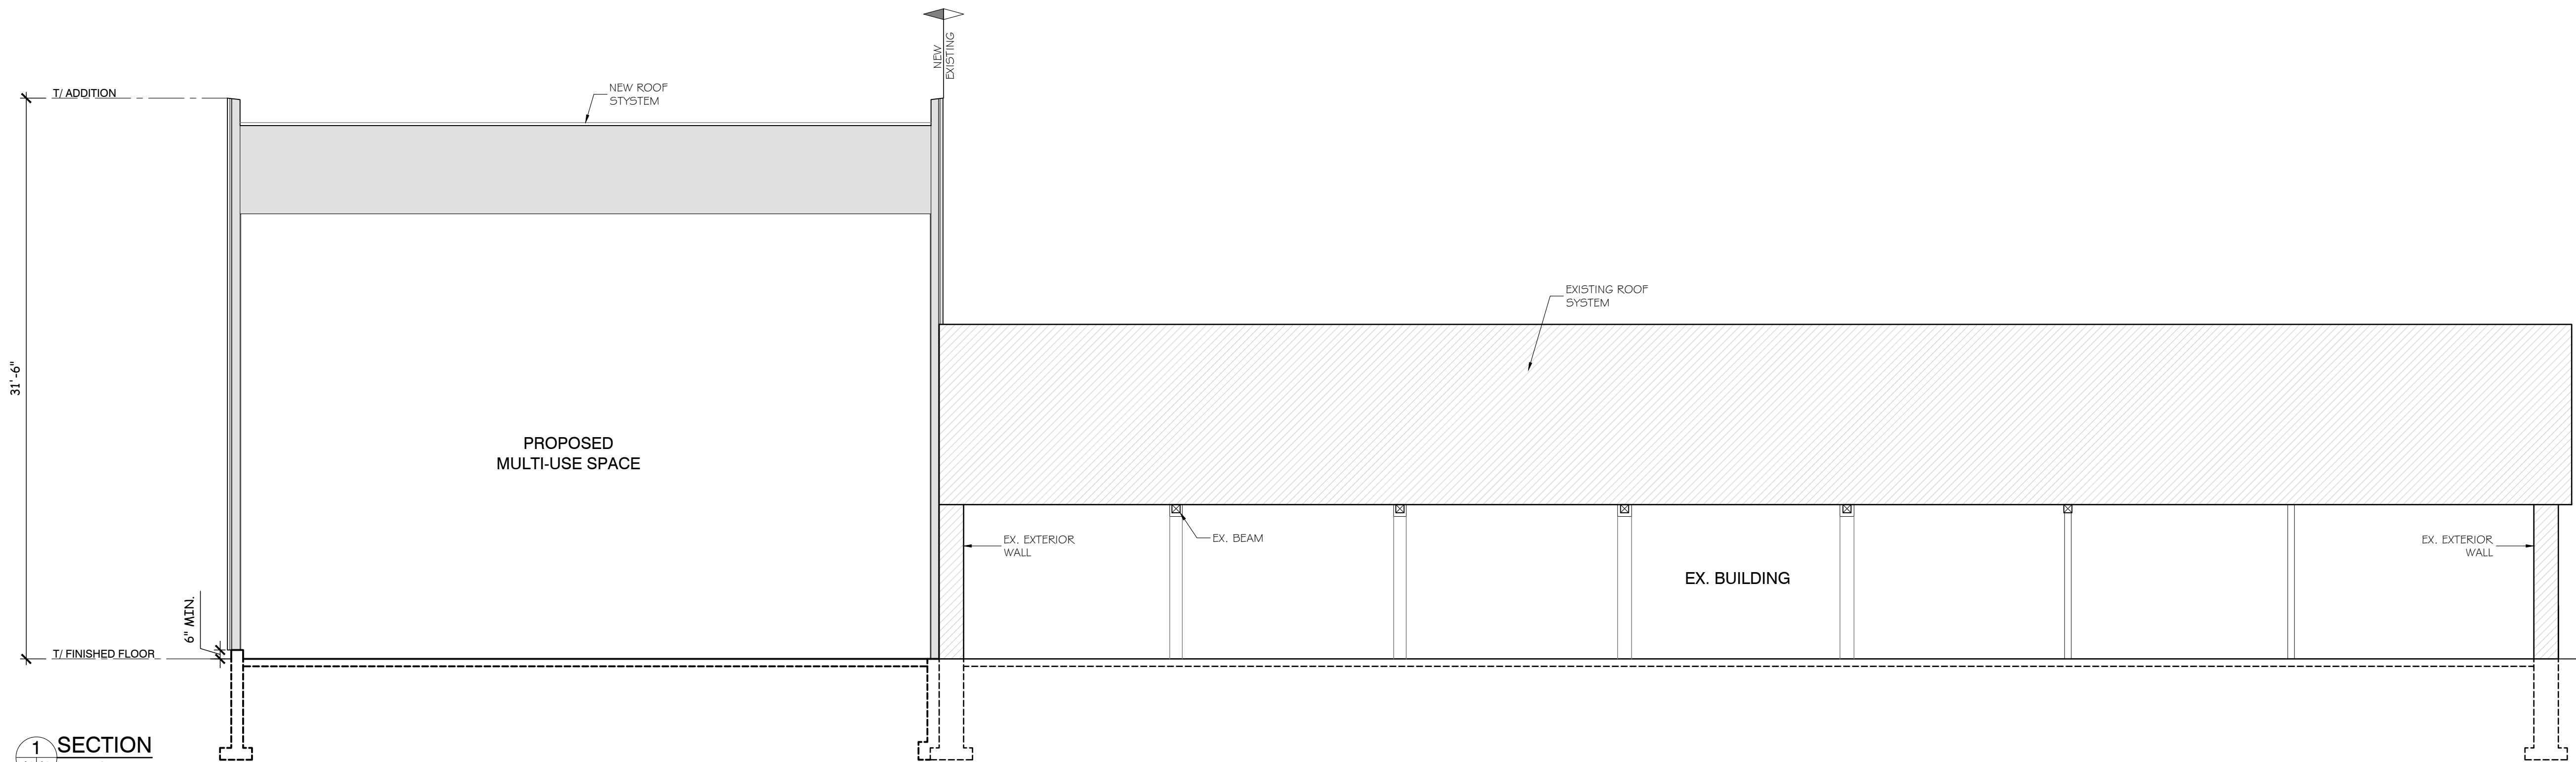 NEW
EXISTING
T/ ADDITION
NEW ROOF
STYSTEM
31'-6"
EXISTING ROOF
SYSTEM
PROPOSED
MULTI-USE SPACE
EX. EXTERIOR
WALL
EX. BEAM
EX. BUILDING
EX. EXTERIOR
WALL
6" MIN.
T/ FINISHED FLOOR
1
SECTION